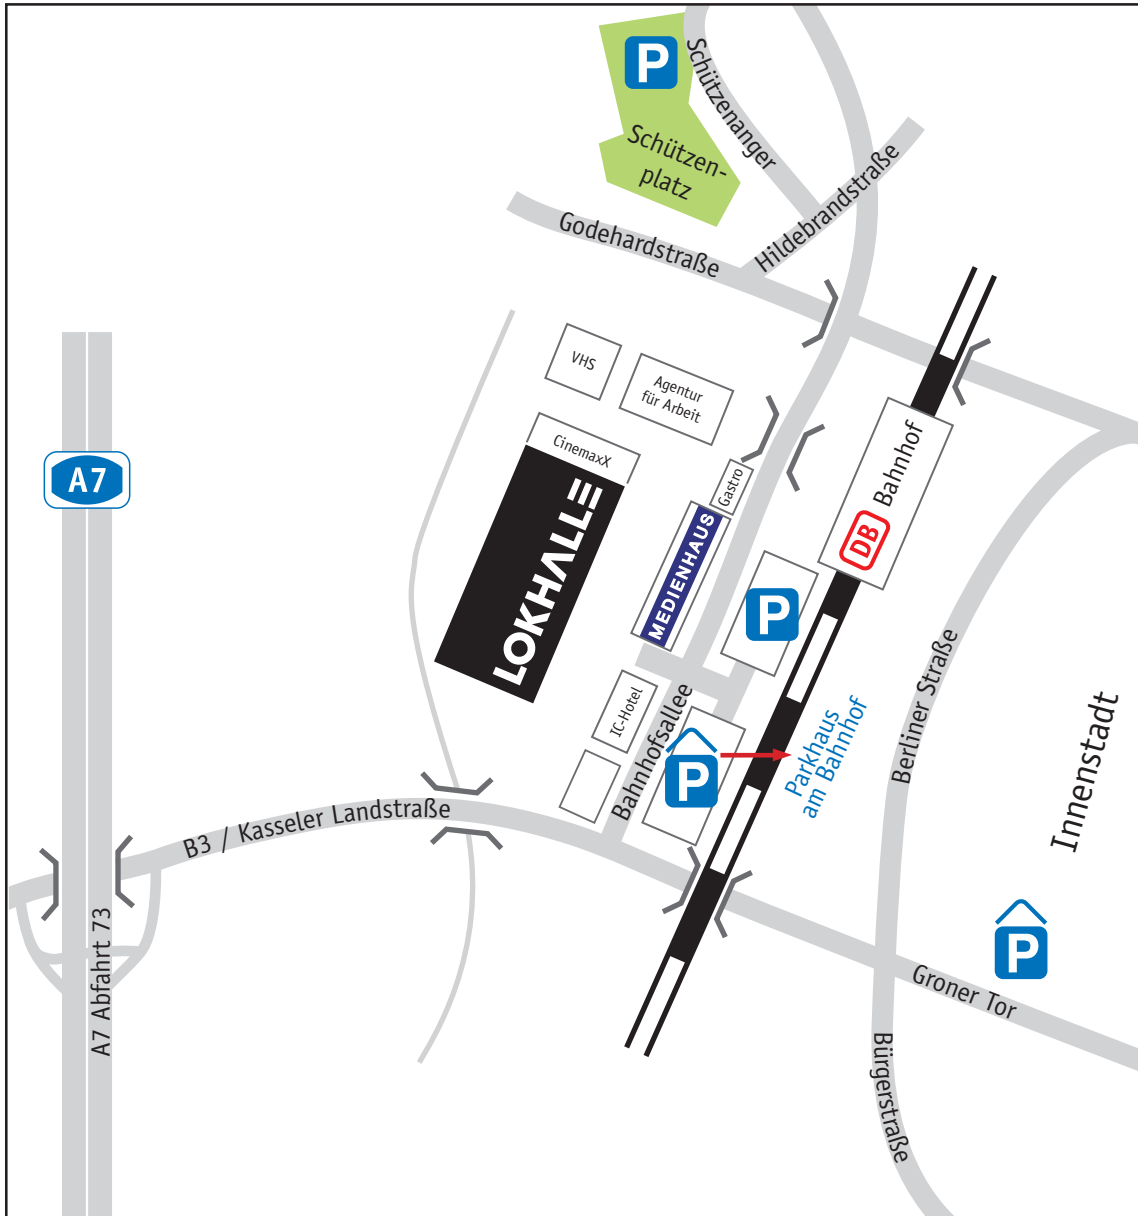 P
Schützenanger
Schützen-
platz
Hildebrandstraße
Godehardstraße
VHS
Agentur
für Arbeit
CinemaxX
A7
Gastro
Bahnhof
DB
LOKHALLE
MEDIENHAUS
P
IC-Hotel
Bahnhofsallee
P
Parkhaus
am Bahnhof
Berliner Straße
Innenstadt
B3 / Kasseler Landstraße
A7 Abfahrt 73
P
Groner Tor
Bürgerstraße